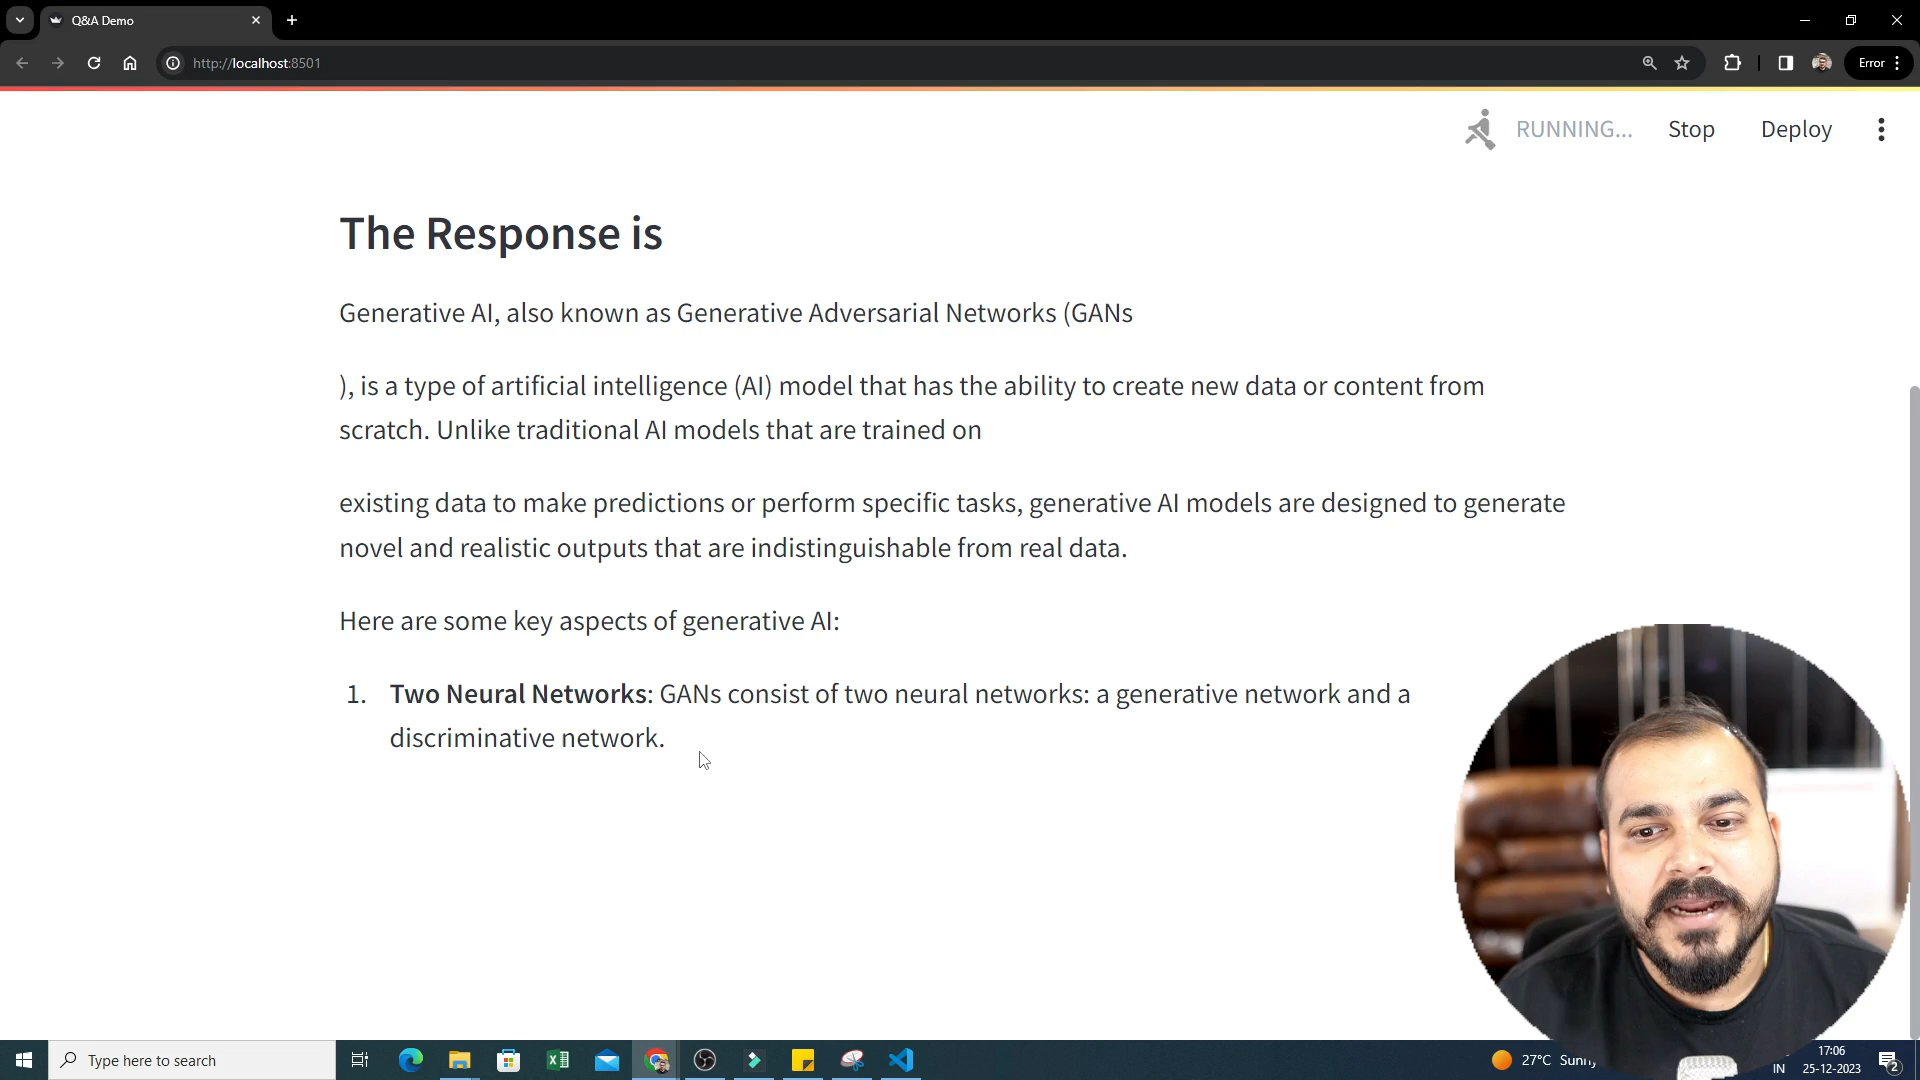 Q&A Demo
http://localhost:8501
Error
RUNNING...
Stop
Deploy
The Response is
Generative AI, also known as Generative Adversarial Networks (GANs
), is a type of artificial intelligence (AI) model that has the ability to create new data or content from
scratch. Unlike traditional AI models that are trained on
existing data to make predictions or perform specific tasks, generative AI models are designed to generate
novel and realistic outputs that are indistinguishable from real data.
Here are some key aspects of generative AI:
1. Two Neural Networks: GANs consist of two neural networks: a generative network and a
discriminative network.
Type here to search
27°C
IN
17:06
25-12-2023
2